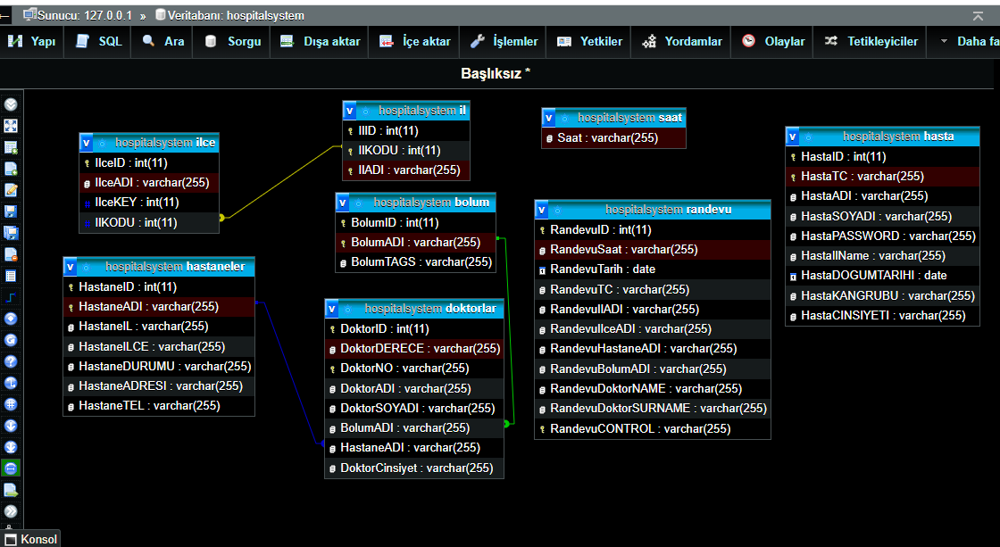 Sunucu: 127.0.0.1 » Veritabanı: hospitalsystem
Yapı SQL Ara Sorgu Dışa aktar İçe aktar İşlemler Yetkiler Yordamlar Olaylar Tetikleyiciler Daha fa
Başlıksız *
v hospitalsystem ilce
IlceID : int(11)
IlceADI : varchar(255)
IlceKEY : int(11)
IlKODU : int(11)
v hospitalsystem il
IlID : int(11)
IlKODU : int(11)
IlADI : varchar(255)
v hospitalsystem saat
Saat : varchar(255)
v hospitalsystem hasta
HastaID : int(11)
HastaTC : varchar(255)
HastaADI : varchar(255)
HastaSOYADI : varchar(255)
HastaPASSWORD : varchar(255)
HastaIlName : varchar(255)
HastaDOGUMTARIHI : date
HastaKANGRUBU : varchar(255)
HastaCINSIYETI : varchar(255)
v hospitalsystem bolum
BolumID : int(11)
BolumADI : varchar(255)
BolumTAGS : varchar(255)
v hospitalsystem randevu
RandevuID : int(11)
RandevuSaat : varchar(255)
RandevuTarih : date
RandevuTC : varchar(255)
RandevuIlADI : varchar(255)
RandevuIlceADI : varchar(255)
RandevuHastaneADI : varchar(255)
RandevuBolumADI : varchar(255)
RandevuDoktorNAME : varchar(255)
RandevuDoktorSURNAME : varchar(255)
RandevuCONTROL : varchar(255)
v hospitalsystem hastaneler
HastaneID : int(11)
HastaneADI : varchar(255)
HastaneIL : varchar(255)
HastaneILCE : varchar(255)
HastaneDURUMU : varchar(255)
HastaneADRESI : varchar(255)
HastaneTEL : varchar(255)
v hospitalsystem doktorlar
DoktorID : int(11)
DoktorDERECE : varchar(255)
DoktorNO : varchar(255)
DoktorADI : varchar(255)
DoktorSOYADI : varchar(255)
BolumADI : varchar(255)
HastaneADI : varchar(255)
DoktorCinsiyet : varchar(255)
Konsol